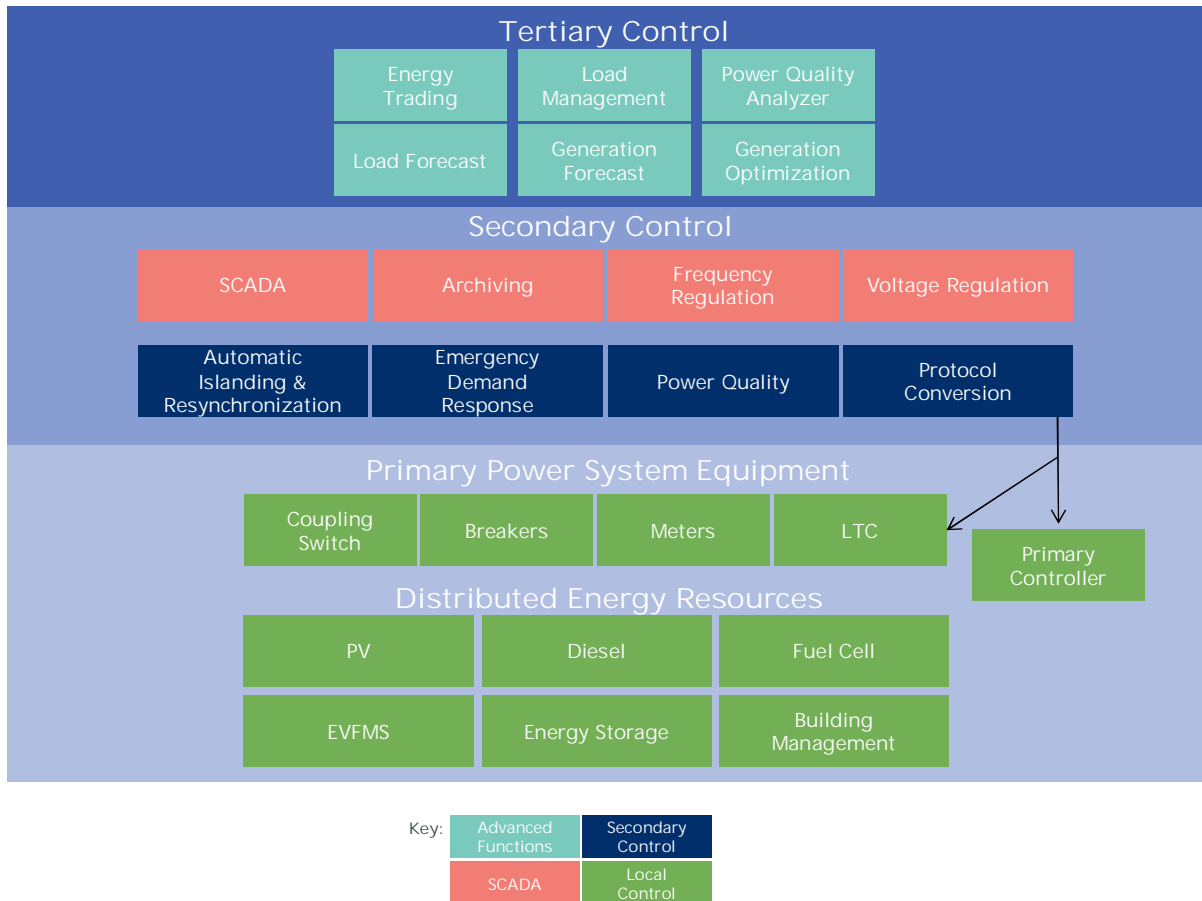 Tertiary Control
Energy
Trading
Load
Management
Power Quality
Analyzer
Load Forecast
Generation
Forecast
Generation
Optimization
Secondary Control
SCADA
Archiving
Frequency
Regulation
Voltage Regulation
Automatic
Islanding &
Resynchronization
Emergency
Demand
Response
Power Quality
Protocol
Conversion
Primary Power System Equipment
Coupling
Switch
Breakers
Meters
LTC
Primary
Controller
Distributed Energy Resources
PV
Diesel
Fuel Cell
EVFMS
Energy Storage
Building
Management
Key:
Advanced
Functions
Secondary
Control
SCADA
Local
Control